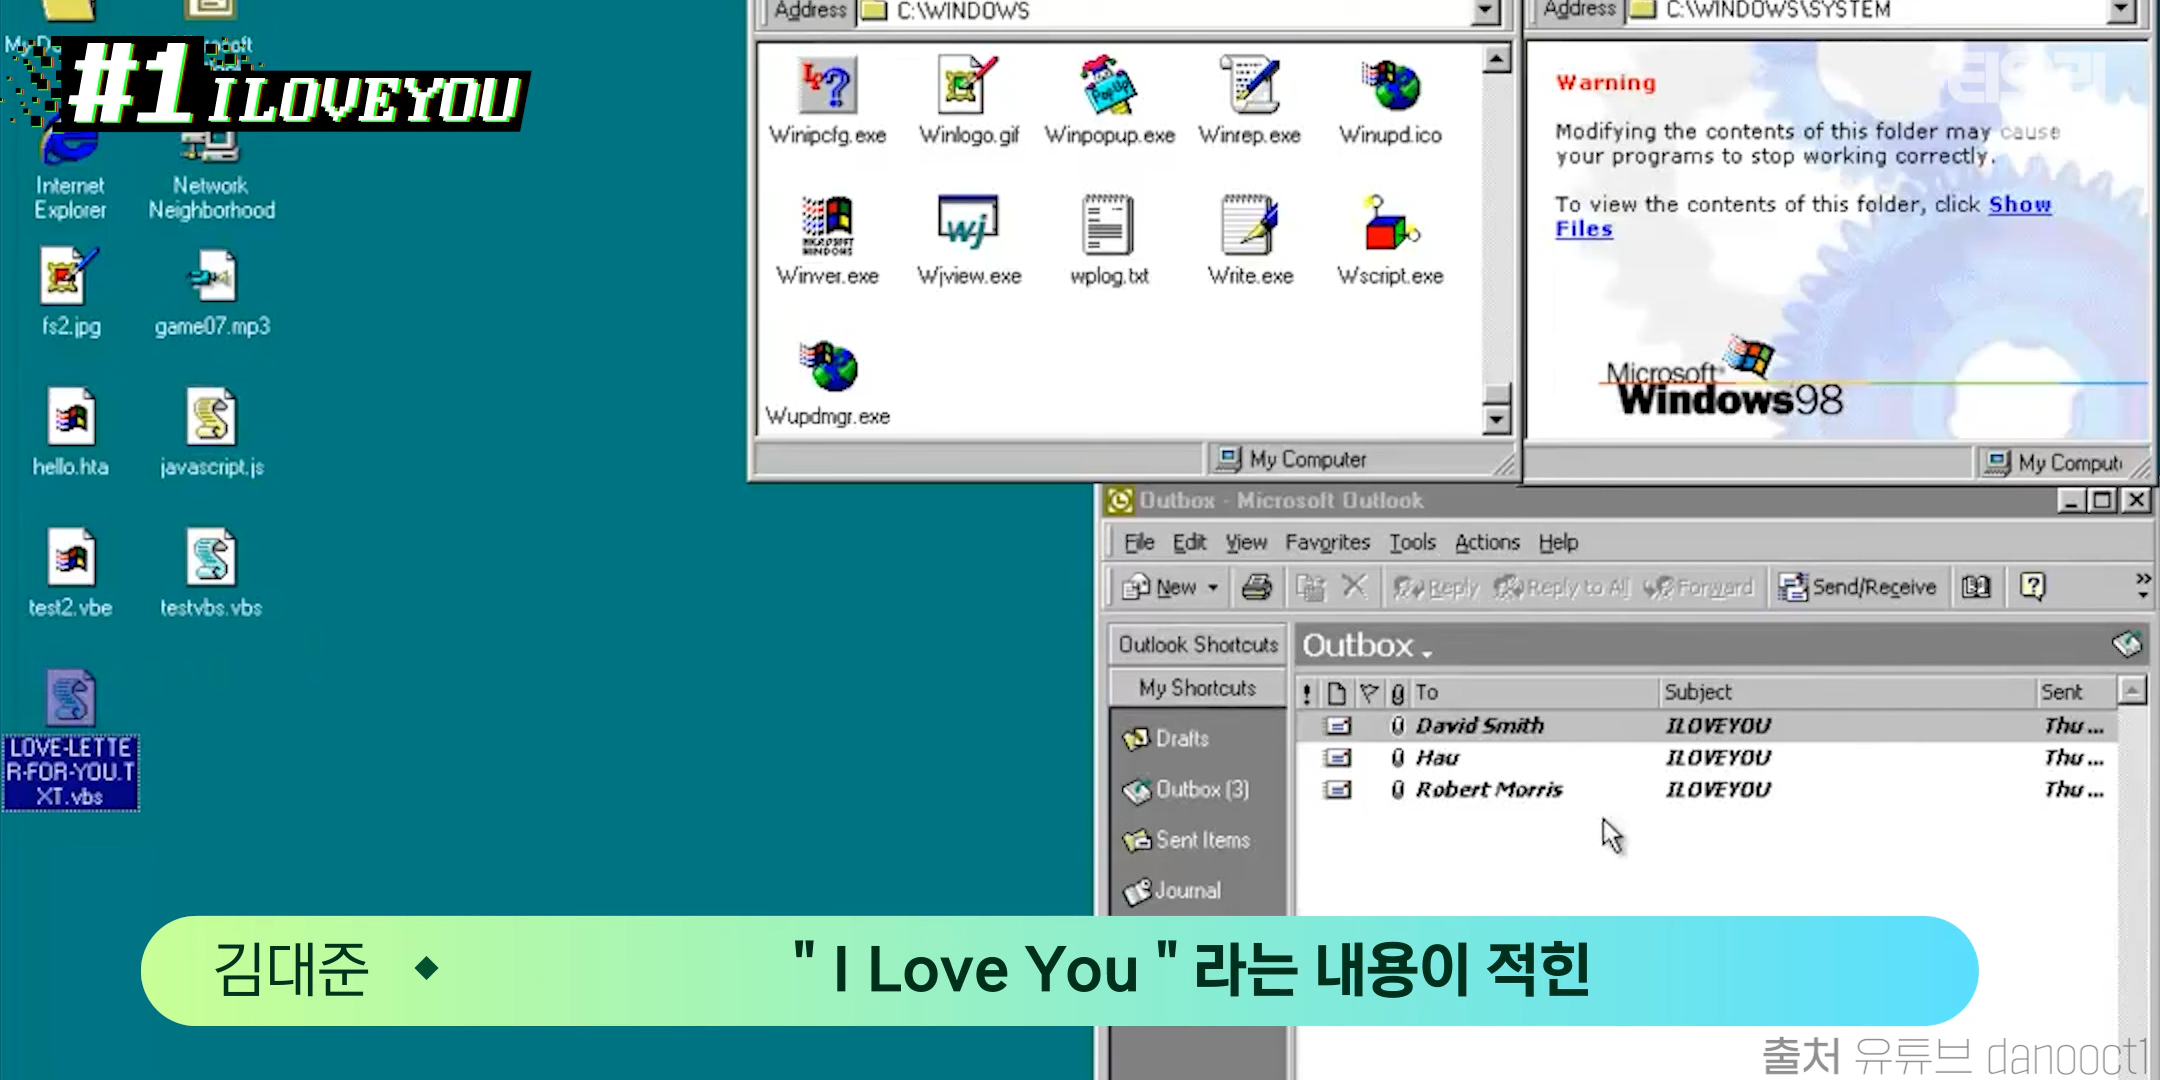 #1 ILOVEYOU
Internet
Explorer
Network
Neighborhood
fs2.jpg
game07.mp3
hello.hta
javascript.js
test2.vbe
testvbs.vbs
LOVE-LETTE
R-FOR-YOU.T
XT.vbs
Address C:\WINDOWS
Winipcfg.exe Winlogo.gif Winpopup.exe Winrep.exe Winupd.ico
MICROSOFT
WINDOWS
Winver.exe Wjview.exe wplog.txt Write.exe Wscript.exe
Wupdmgr.exe
My Computer
Address C:\WINDOWS\SYSTEM
티오리
Warning
Modifying the contents of this folder may cause
your programs to stop working correctly.
To view the contents of this folder, click Show
Files
Microsoft
Windows98
My Comput
Outbox - Microsoft Outlook
File Edit View Favorites Tools Actions Help
New Reply Reply to All Forward Send/Receive
Outlook Shortcuts
My Shortcuts
Drafts
Outbox (3)
Sent Items
Journal
Outbox
! To Subject Sent
David Smith ILOVEYOU Thu ...
Hau ILOVEYOU Thu ...
Robert Morris ILOVEYOU Thu ...
김대준 ◆ " I Love You " 라는 내용이 적힌
출처 유튜브 danooct1